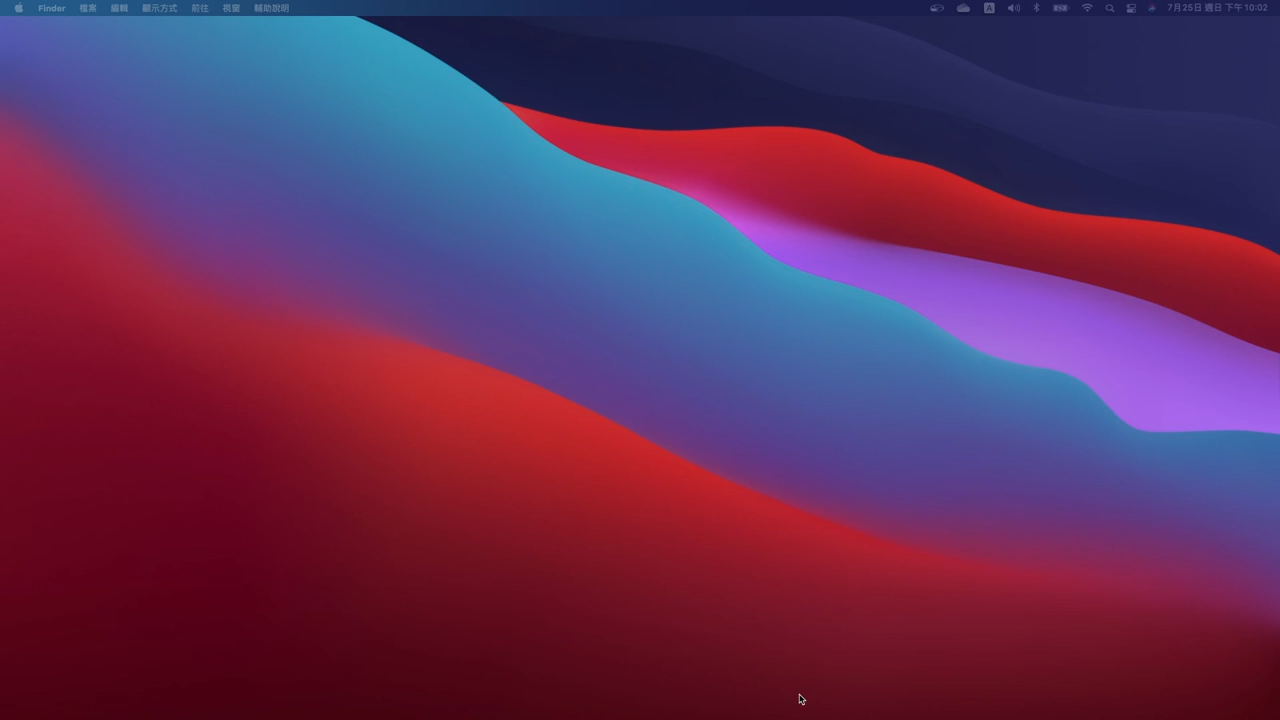 Finder 檔案 編輯 顯示方式 前往 視窗 輔助說明 A 7月25日 週日 下午10:02